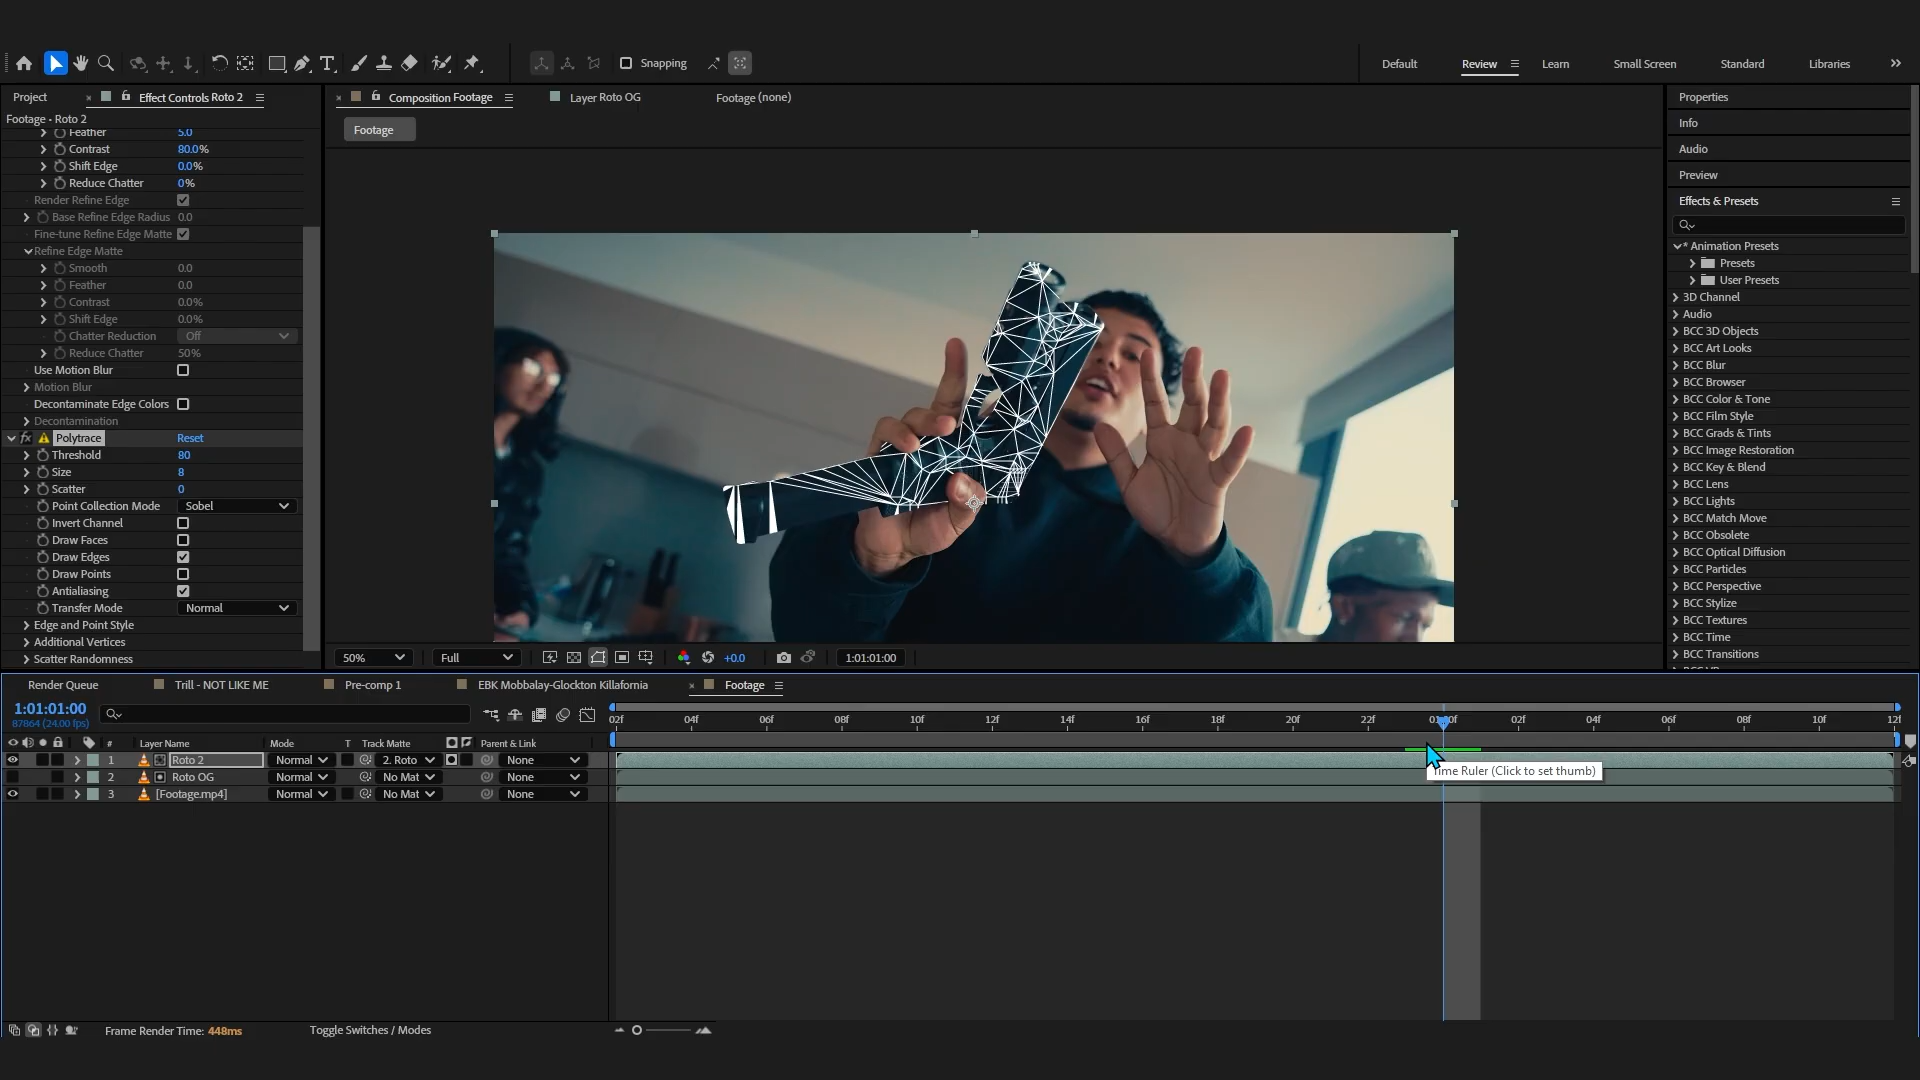 Snapping
Default
Review
Learn
Small Screen
Standard
Libraries
Project
Effect Controls Roto 2
Composition Footage
Layer Roto OG
Footage (none)
Footage • Roto 2
Footage
Feather 5.0
Contrast 80.0%
Shift Edge 0.0%
Reduce Chatter 0%
Render Refine Edge
Base Refine Edge Radius 0.0
Fine-tune Refine Edge Matte
Refine Edge Matte
Smooth 0.0
Feather 0.0
Contrast 0.0%
Shift Edge 0.0%
Chatter Reduction Off
Reduce Chatter 50%
Use Motion Blur
Motion Blur
Decontaminate Edge Colors
Decontamination
fx Polytrace Reset
Threshold 80
Size 8
Scatter 0
Point Collection Mode Sobel
Invert Channel
Draw Faces
Draw Edges
Draw Points
Antialiasing
Transfer Mode Normal
Edge and Point Style
Additional Vertices
Scatter Randomness
50%
Full
+0.0
1:01:01:00
Properties
Info
Audio
Preview
Effects & Presets
* Animation Presets
Presets
User Presets
3D Channel
Audio
BCC 3D Objects
BCC Art Looks
BCC Blur
BCC Browser
BCC Color & Tone
BCC Film Style
BCC Grads & Tints
BCC Image Restoration
BCC Key & Blend
BCC Lens
BCC Lights
BCC Match Move
BCC Obsolete
BCC Optical Diffusion
BCC Particles
BCC Perspective
BCC Stylize
BCC Textures
BCC Time
BCC Transitions
Render Queue
Trill - NOT LIKE ME
Pre-comp 1
EBK Mobbalay-Glockton Killafornia
Footage
1:01:01:00
87864 (24.00 fps)
02f 04f 06f 08f 10f 12f 14f 16f 18f 20f 22f 02f 04f 06f 08f 10f 12f
# Layer Name Mode T Track Matte Parent & Link
1 Roto 2 Normal 2. Roto None
2 Roto OG Normal No Mat None
3 [Footage.mp4] Normal No Mat None
Time Ruler (Click to set thumb)
Frame Render Time: 448ms
Toggle Switches / Modes